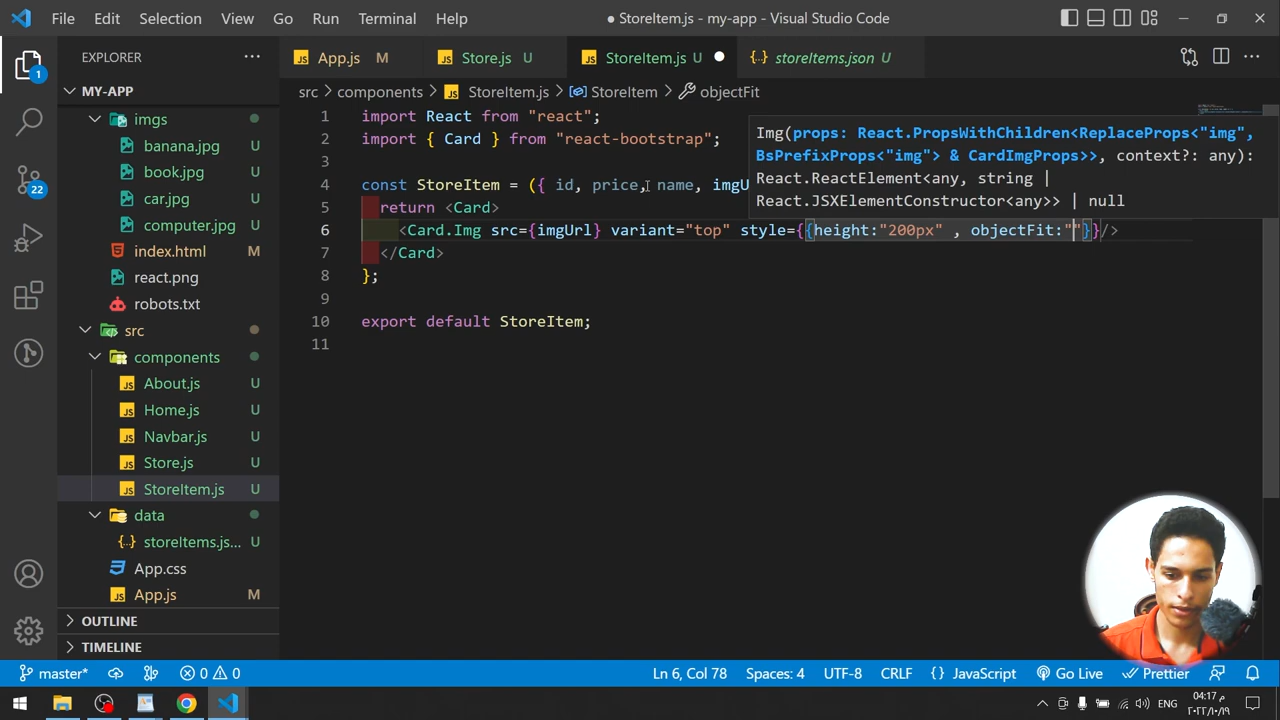 File Edit Selection View Go Run Terminal Help
● StoreItem.js - my-app - Visual Studio Code
EXPLORER
App.js M
Store.js U
StoreItem.js U
storeItems.json U
MY-APP
src > components > StoreItem.js > StoreItem > objectFit
imgs
banana.jpg U
book.jpg U
car.jpg U
computer.jpg U
index.html M
react.png
robots.txt
src
components
About.js U
Home.js U
Navbar.js U
Store.js U
StoreItem.js U
data
storeItems.js... U
App.css
App.js M
OUTLINE
TIMELINE
1 import React from "react";
2 import { Card } from "react-bootstrap";
3
4 const StoreItem = ({ id, price, name, imgU
5 return <Card>
6 <Card.Img src={imgUrl} variant="top" style={{height:"200px" , objectFit:""}}/>
7 </Card>
8 };
9
10 export default StoreItem;
11
Img(props: React.PropsWithChildren<ReplaceProps<"img",
BsPrefixProps<"img"> & CardImgProps>>, context?: any):
React.ReactElement<any, string |
React.JSXElementConstructor<any>> | null
1
22
master* 0 0 Ln 6, Col 78 Spaces: 4 UTF-8 CRLF {} JavaScript Go Live Prettier
ENG
04:17 م
٢٠٢٢/١٠/١٩